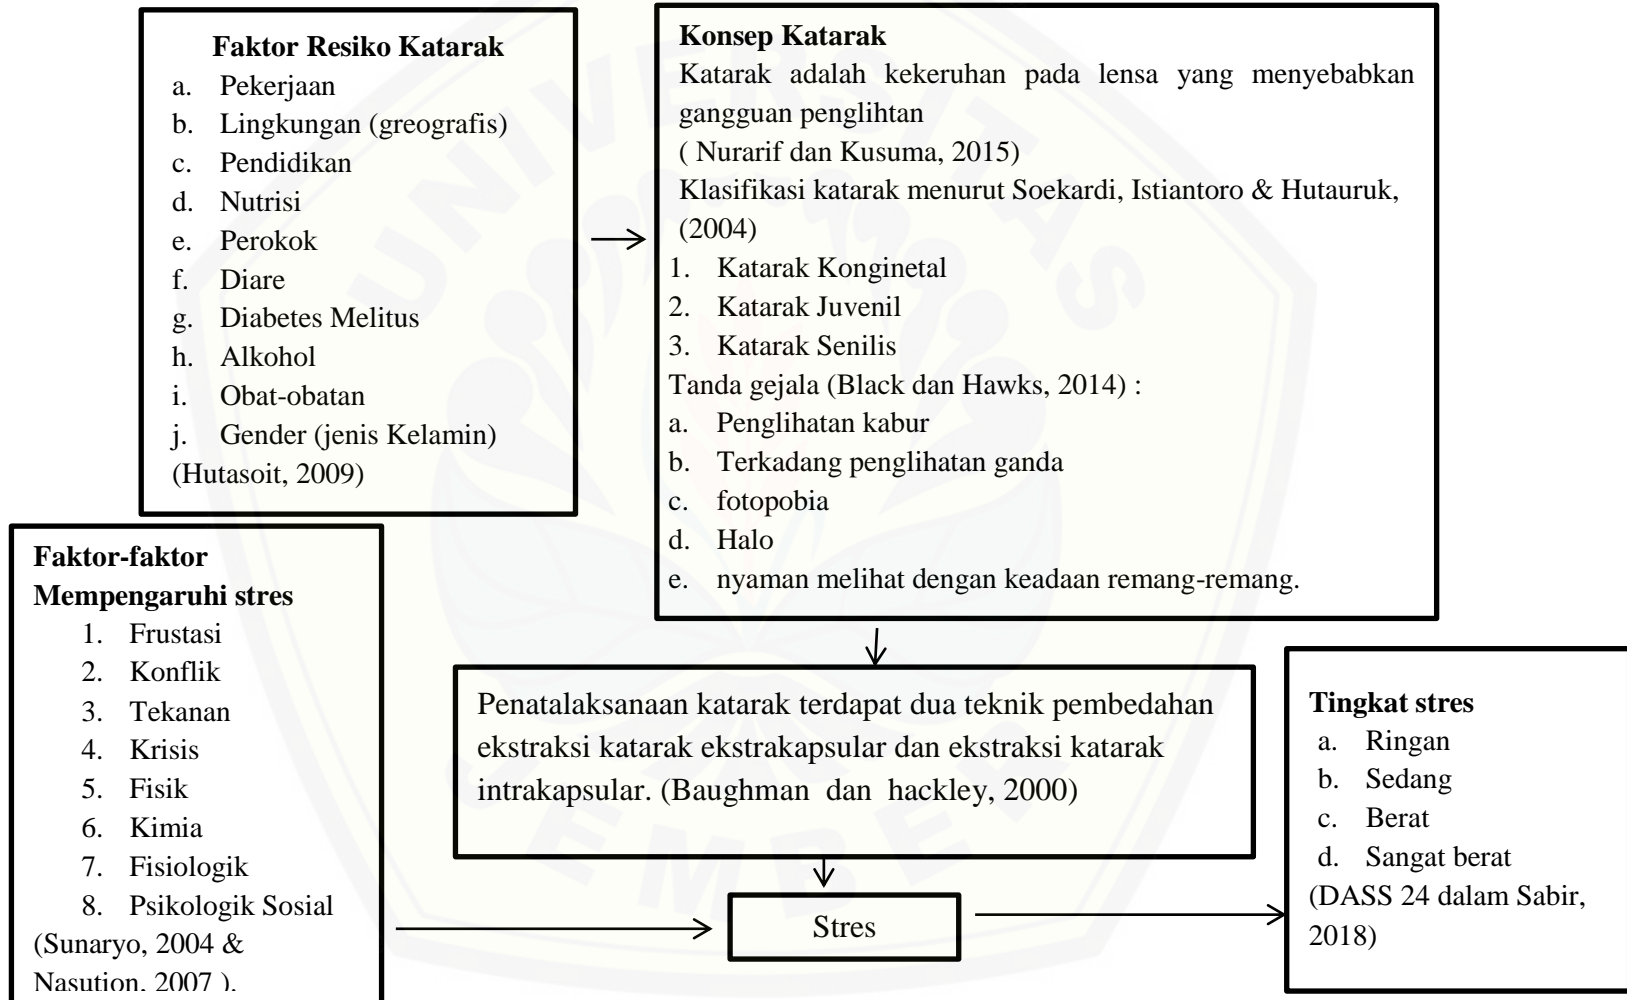 Faktor Resiko Katarak
a. Pekerjaan
b. Lingkungan (greografis)
c. Pendidikan
d. Nutrisi
e. Perokok
f. Diare
g. Diabetes Melitus
h. Alkohol
i. Obat-obatan
j. Gender (jenis Kelamin)
(Hutasoit, 2009)
Konsep Katarak
Katarak adalah kekeruhan pada lensa yang menyebabkan
gangguan penglihtan
( Nurarif dan Kusuma, 2015)
Klasifikasi katarak menurut Soekardi, Istiantoro & Hutauruk,
(2004)
1. Katarak Konginetal
2. Katarak Juvenil
3. Katarak Senilis
Tanda gejala (Black dan Hawks, 2014) :
a. Penglihatan kabur
b. Terkadang penglihatan ganda
c. fotopobia
d. Halo
e. nyaman melihat dengan keadaan remang-remang.
Faktor-faktor
Mempengaruhi stres
1. Frustasi
2. Konflik
3. Tekanan
4. Krisis
5. Fisik
6. Kimia
7. Fisiologik
8. Psikologik Sosial
(Sunaryo, 2004 &
Nasution, 2007 ).
Penatalaksanaan katarak terdapat dua teknik pembedahan
ekstraksi katarak ekstrakapsular dan ekstraksi katarak
intrakapsular. (Baughman dan hackley, 2000)
Stres
Tingkat stres
a. Ringan
b. Sedang
c. Berat
d. Sangat berat
(DASS 24 dalam Sabir,
2018)
UNIVERSITAS
JEMBER